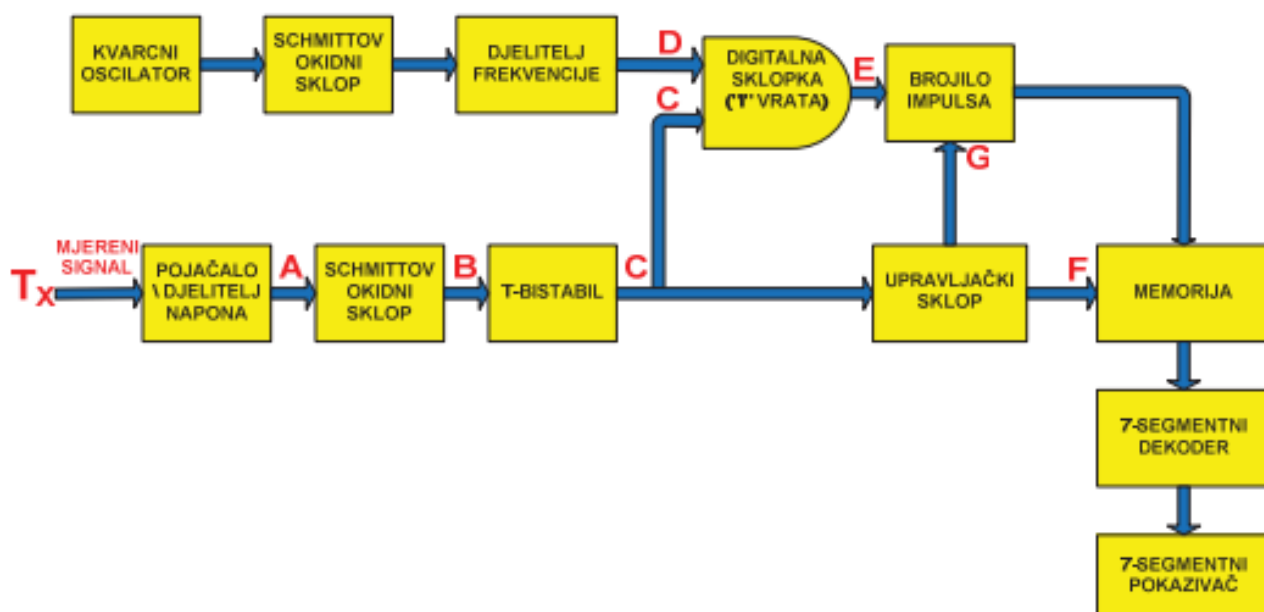 KVARCNI
OSCILATOR
SCHMITTOV
OKIDNI
SKLOP
DJELITELJ
FREKVENCIJE
D
C
DIGITALNA
SKLOPKA
("I" VRATA)
E
BROJILO
IMPULSA
G
MJERENI
SIGNAL
TX
POJAČALO
\ DJELITELJ
NAPONA
A
SCHMITTOV
OKIDNI
SKLOP
B
T-BISTABIL
C
UPRAVLJAČKI
SKLOP
F
MEMORIJA
7-SEGMENTNI
DEKODER
7-SEGMENTNI
POKAZIVAČ